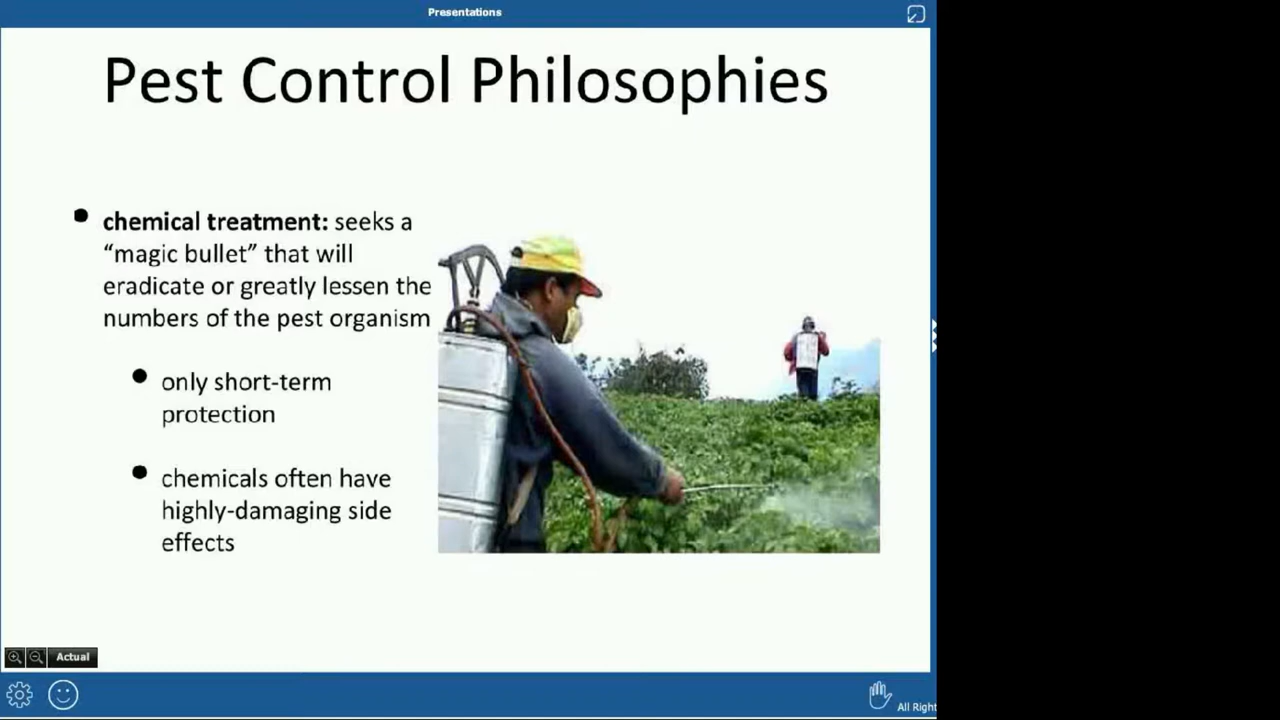 Presentations
Pest Control Philosophies
• chemical treatment: seeks a
“magic bullet” that will
eradicate or greatly lessen the
numbers of the pest organism
• only short-term
protection
• chemicals often have
highly-damaging side
effects
Actual
All Right